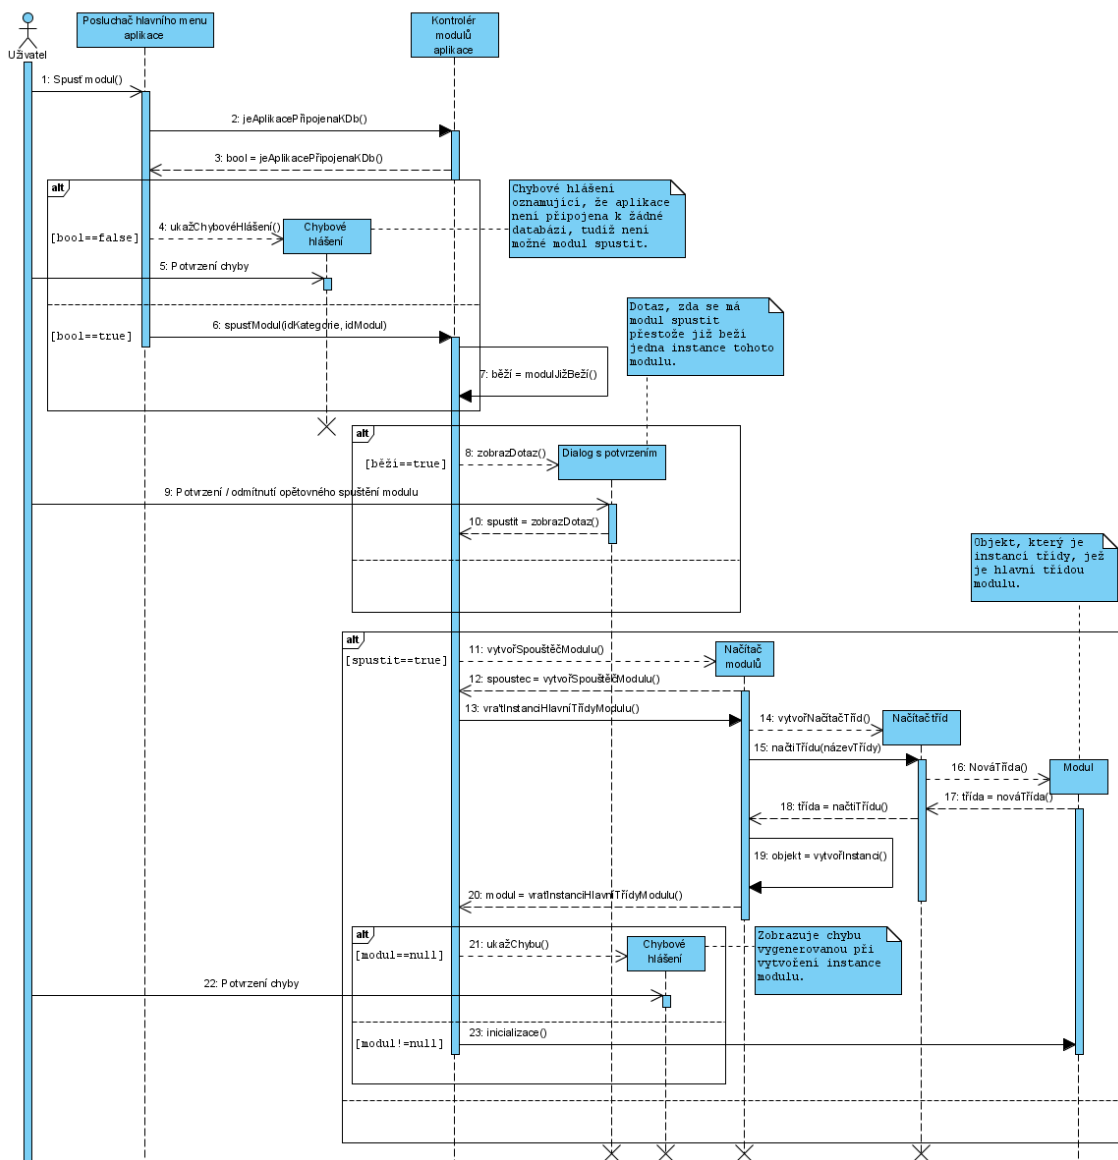 Posluchač hlavního menu
aplikace
Kontrolér
modulů
aplikace
Uživatel
1: Spusť modul()
2: jeAplikacePřipojenaKDb()
3: bool = jeAplikacePřipojenaKDb()
alt
Chybové hlášení
oznamující, že aplikace
není připojena k žádné
databázi, tudíž není
možné modul spustit.
4: ukažChybovéHlášení()
Chybové
hlášení
[bool==false]
5: Potvrzení chyby
Dotaz, zda se má
modul spustit
přestože již beží
jedna instance tohoto
modulu.
6: spusťModul(idKategorie, idModul)
[bool==true]
7: běží = modulJižBeží()
alt
8: zobrazDotaz()
Dialog s potvrzením
[běží==true]
9: Potvrzení / odmítnutí opětovného spuštění modulu
10: spustit = zobrazDotaz()
Objekt, který je
instancí třídy, jež
je hlavní třídou
modulu.
alt
11: vytvořSpouštěčModulu()
Načítač
modulů
[spustit==true]
12: spoustec = vytvořSpouštěčModulu()
13: vraťInstanciHlavníTřídyModulu()
14: vytvořNačítačTříd()
Načítač tříd
15: načtiTřídu(názevTřídy)
16: NováTřída()
Modul
17: třída = nováTřída()
18: třída = načtiTřídu()
19: objekt = vytvořInstanci()
20: modul = vraťInstanciHlavníTřídyModulu()
alt
21: ukažChybu()
Chybové
hlášení
Zobrazuje chybu
vygenerovanou při
vytvoření instance
modulu.
[modul==null]
22: Potvrzení chyby
23: inicializace()
[modul!=null]